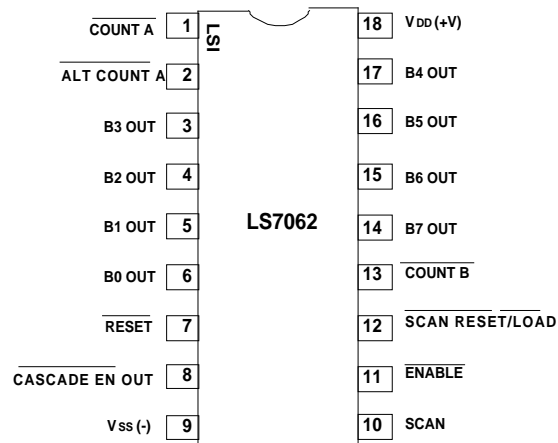 COUNT A 1 LSI 18 VDD (+V)
ALT COUNT A 2 17 B4 OUT
B3 OUT 3 16 B5 OUT
B2 OUT 4 15 B6 OUT
B1 OUT 5 LS7062 14 B7 OUT
B0 OUT 6 13 COUNT B
RESET 7 12 SCAN RESET/LOAD
CASCADE EN OUT 8 11 ENABLE
VSS (-) 9 10 SCAN